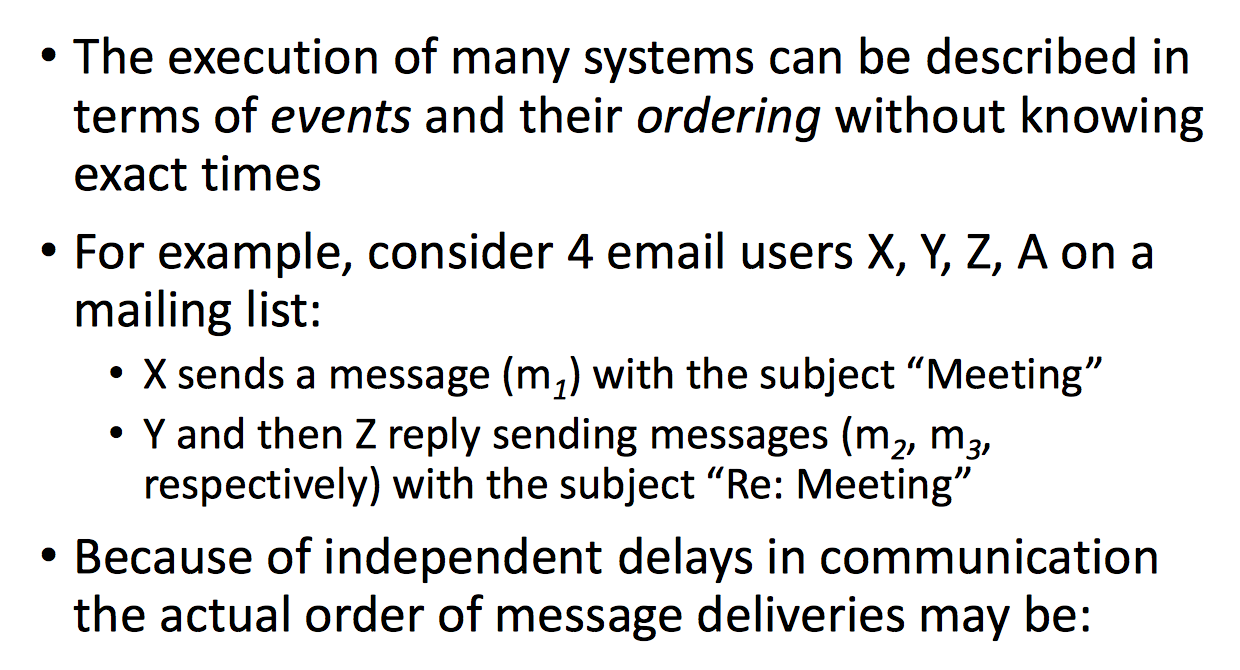 • The execution of many systems can be described in
terms of events and their ordering without knowing
exact times
• For example, consider 4 email users X, Y, Z, A on a
mailing list:
• X sends a message (m1) with the subject “Meeting”
• Y and then Z reply sending messages (m2, m3,
respectively) with the subject “Re: Meeting”
• Because of independent delays in communication
the actual order of message deliveries may be: